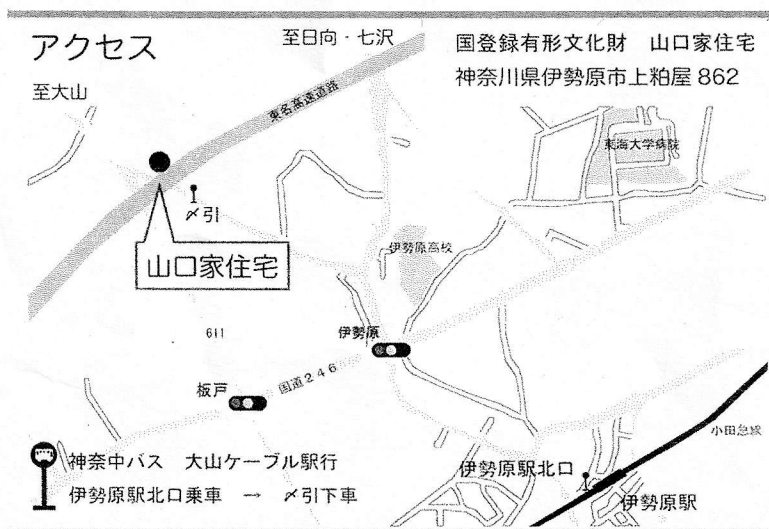 アクセス
至日向・七沢
国登録有形文化財　山口家住宅
神奈川県伊勢原市上粕屋862
至大山
東名高速道路
東海大学病院
〆引
山口家住宅
伊勢原高校
611
伊勢原
国道246
板戸
小田急線
神奈中バス　大山ケーブル駅行
伊勢原駅北口乗車　→　〆引下車
伊勢原駅北口
伊勢原駅